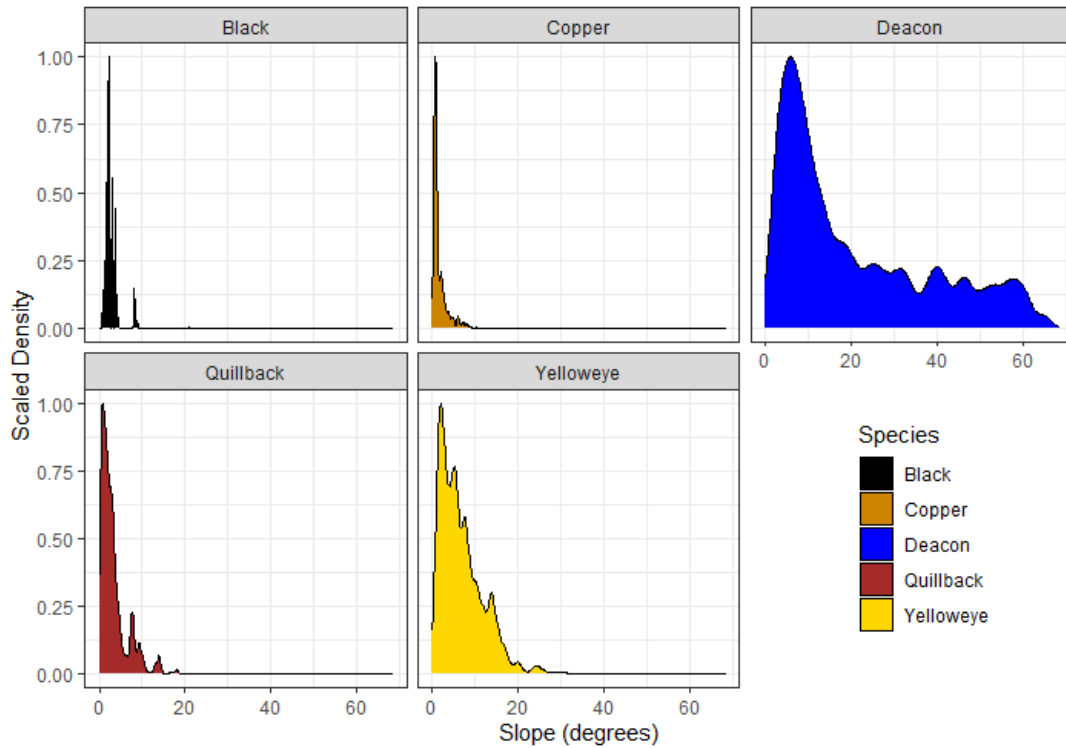 Black
Copper
Deacon
1.00
0.75
0.50
0.25
0.00
0 20 40 60
Scaled Density
Quillback
Yelloweye
1.00
0.75
0.50
0.25
0.00
0 20 40 60
0 20 40 60
Slope (degrees)
Species
Black
Copper
Deacon
Quillback
Yelloweye